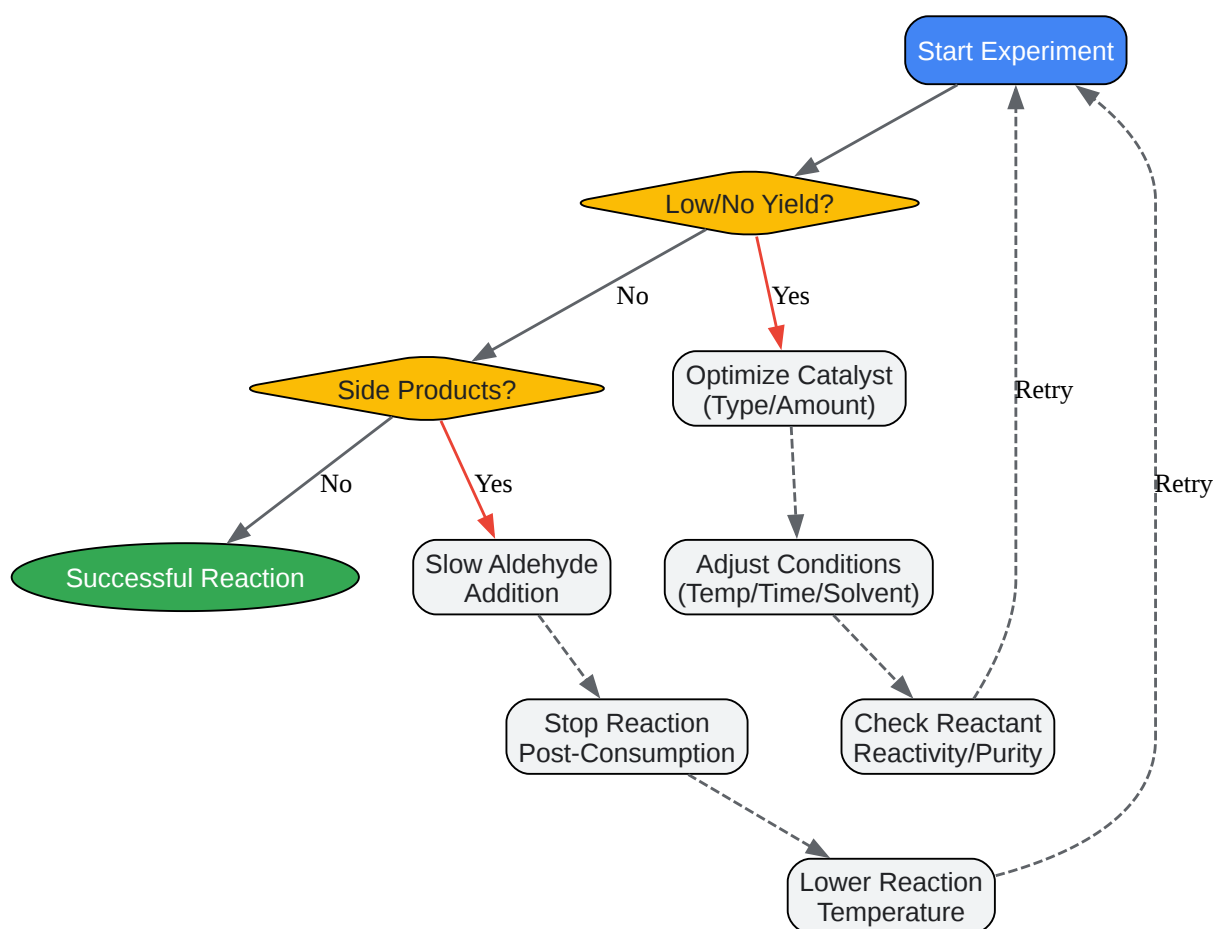 Start Experiment
Low/No Yield?
No
Yes
Side Products?
Optimize Catalyst
(Type/Amount)
Retry
No
Yes
Retry
Successful Reaction
Slow Aldehyde
Addition
Adjust Conditions
(Temp/Time/Solvent)
Stop Reaction
Post-Consumption
Check Reactant
Reactivity/Purity
Lower Reaction
Temperature